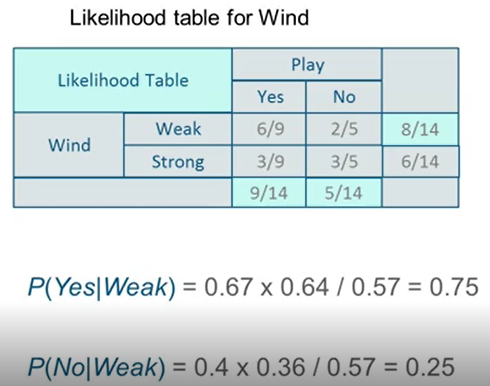 Likelihood table for Wind
Likelihood Table
Play
Yes No
Wind
Weak 6/9 2/5 8/14
Strong 3/9 3/5 6/14
9/14 5/14
P(Yes|Weak) = 0.67 x 0.64 / 0.57 = 0.75
P(No|Weak) = 0.4 x 0.36 / 0.57 = 0.25